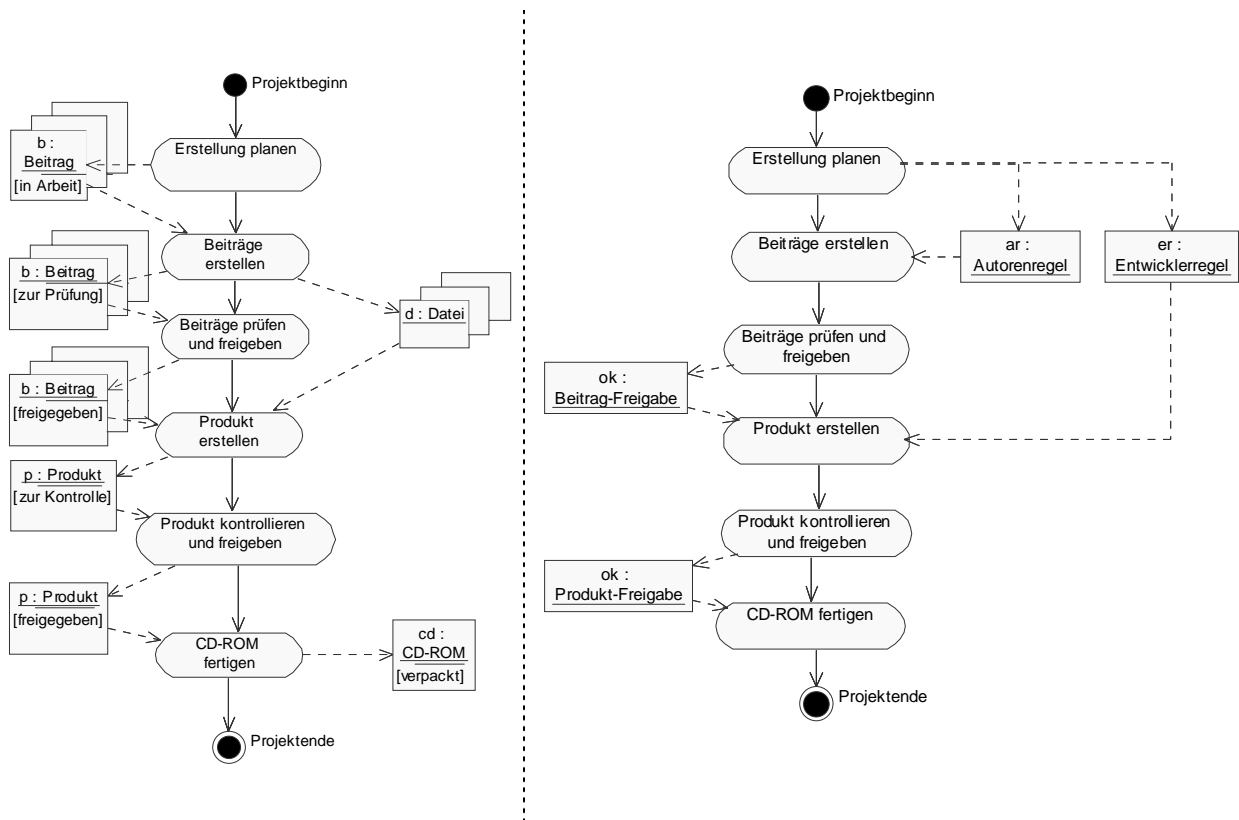 Projektbeginn
Erstellung planen
b :
Beitrag
[in Arbeit]
Beiträge
erstellen
b : Beitrag
[zur Prüfung]
d : Datei
Beiträge prüfen
und freigeben
b : Beitrag
[freigegeben]
Produkt
erstellen
p : Produkt
[zur Kontrolle]
Produkt kontrollieren
und freigeben
p : Produkt
[freigegeben]
CD-ROM
fertigen
cd :
CD-ROM
[verpackt]
Projektende
Projektbeginn
Erstellung planen
Beiträge erstellen
ar :
Autorenregel
er :
Entwicklerregel
Beiträge prüfen und
freigeben
ok :
Beitrag-Freigabe
Produkt erstellen
Produkt kontrollieren
und freigeben
ok :
Produkt-Freigabe
CD-ROM fertigen
Projektende